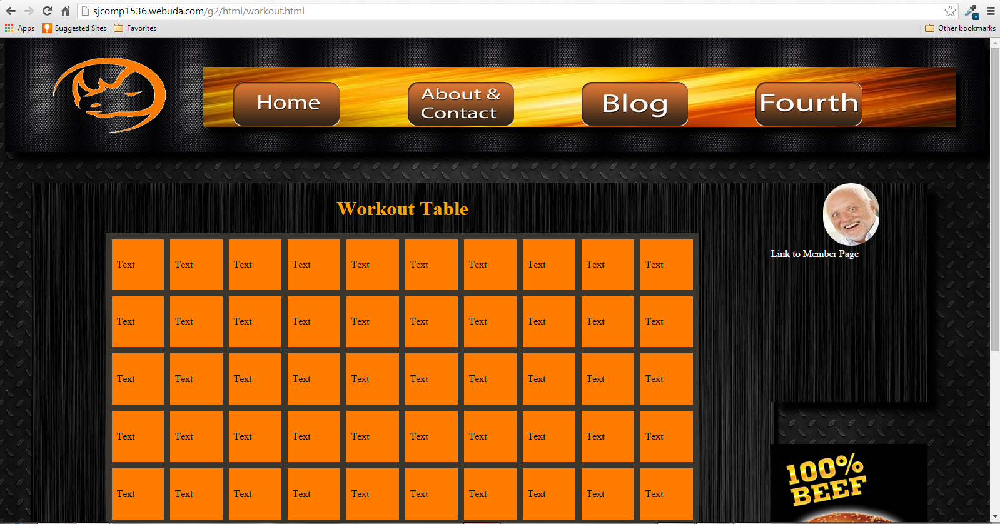 sjcomp1536.webuda.com/g2/html/workout.html
Apps Suggested Sites Favorites Other bookmarks
Home About & Contact Blog Fourth
Workout Table
Link to Member Page
Text Text Text Text Text Text Text Text Text Text
Text Text Text Text Text Text Text Text Text Text
Text Text Text Text Text Text Text Text Text Text
Text Text Text Text Text Text Text Text Text Text
Text Text Text Text Text Text Text Text Text Text
100%
BEEF